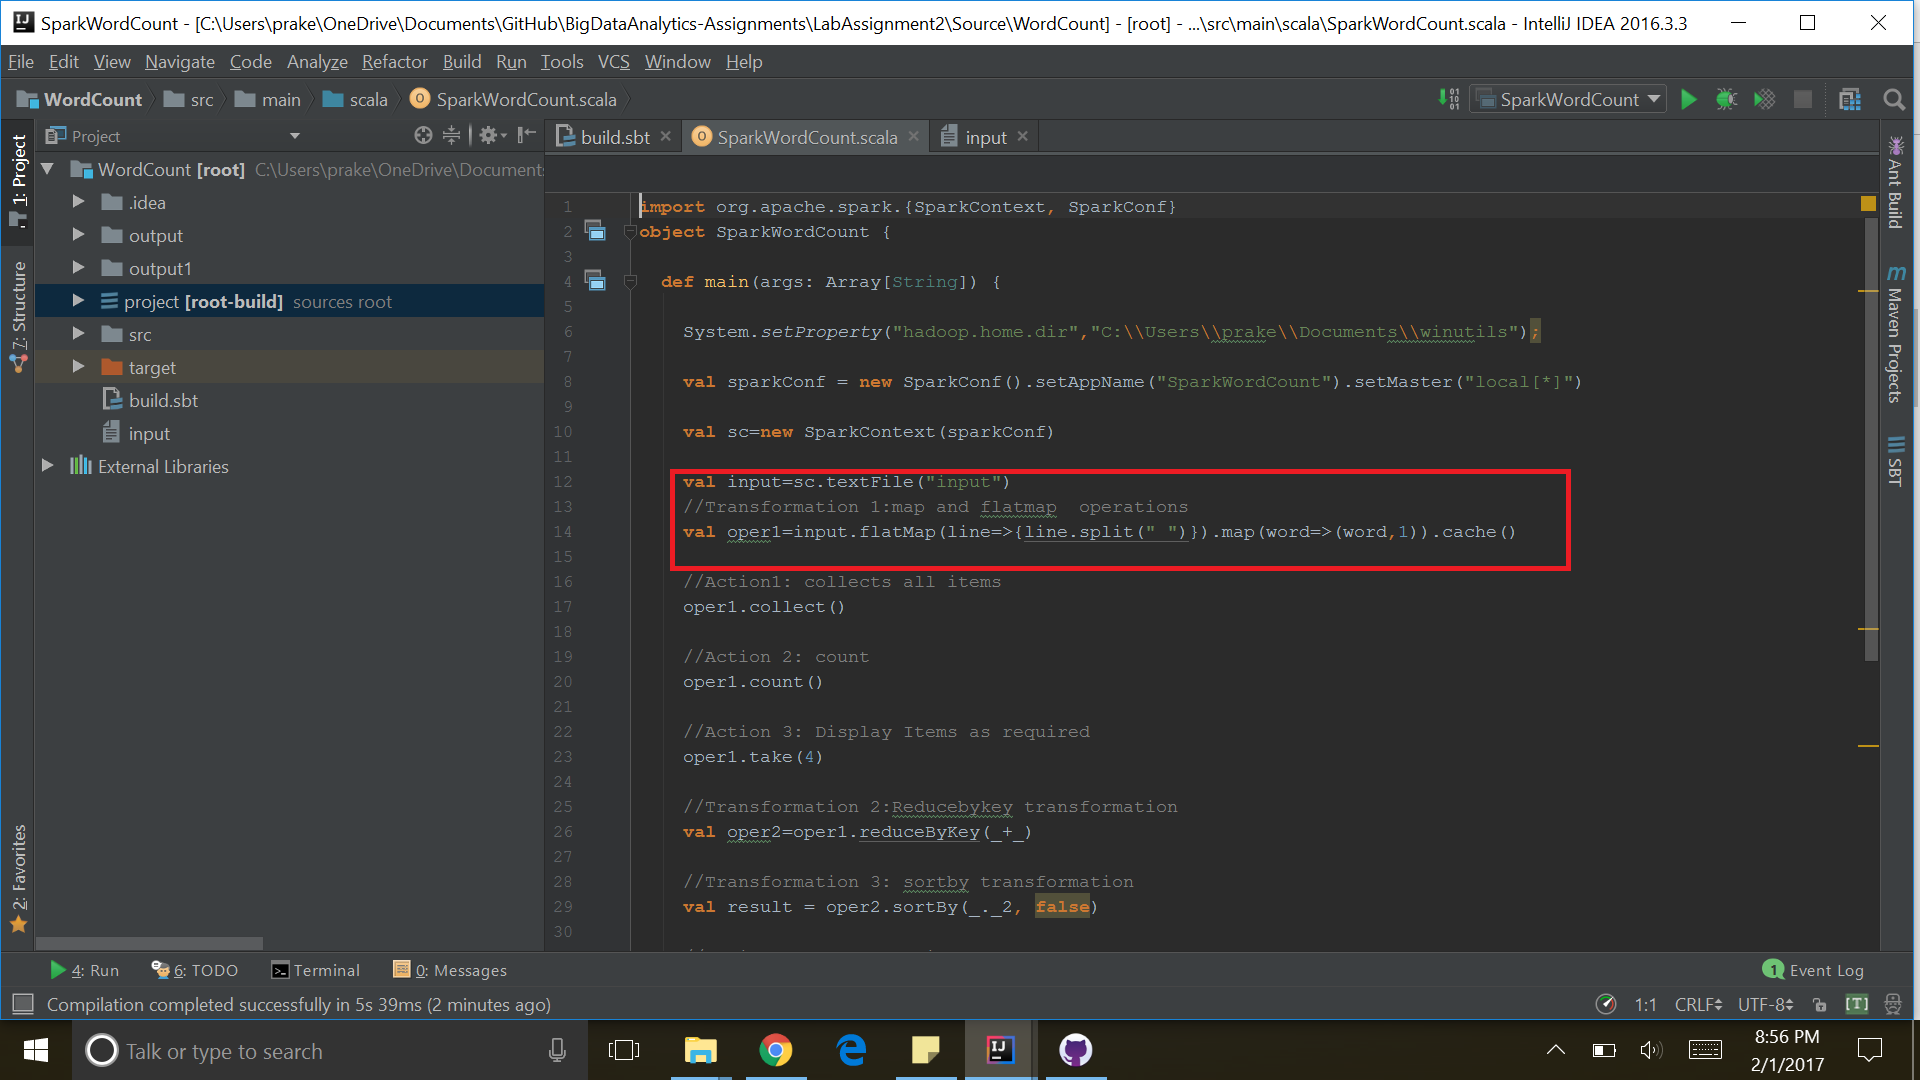 SparkWordCount - [C:\Users\prake\OneDrive\Documents\GitHub\BigDataAnalytics-Assignments\LabAssignment2\Source\WordCount] - [root] - ...\src\main\scala\SparkWordCount.scala - IntelliJ IDEA 2016.3.3
File Edit View Navigate Code Analyze Refactor Build Run Tools VCS Window Help
WordCount src main scala SparkWordCount.scala SparkWordCount
Project build.sbt SparkWordCount.scala input
1: Project
7: Structure
2: Favorites
WordCount [root] C:\Users\prake\OneDrive\Document
.idea
output
output1
project [root-build] sources root
src
target
build.sbt
input
External Libraries
1 import org.apache.spark.{SparkContext, SparkConf}
2 object SparkWordCount {
3
4 def main(args: Array[String]) {
5
6 System.setProperty("hadoop.home.dir","C:\\Users\\prake\\Documents\\winutils");
7
8 val sparkConf = new SparkConf().setAppName("SparkWordCount").setMaster("local[*]")
9
10 val sc=new SparkContext(sparkConf)
11
12 val input=sc.textFile("input")
13 //Transformation 1:map and flatmap  operations
14 val oper1=input.flatMap(line=>{line.split(" ")}).map(word=>(word,1)).cache()
15
16 //Action1: collects all items
17 oper1.collect()
18
19 //Action 2: count
20 oper1.count()
21
22 //Action 3: Display Items as required
23 oper1.take(4)
24
25 //Transformation 2:Reducebykey transformation
26 val oper2=oper1.reduceByKey(_+_)
27
28 //Transformation 3: sortby transformation
29 val result = oper2.sortBy(_._2, false)
30
Ant Build
m
Maven Projects
SBT
4: Run 6: TODO Terminal 0: Messages 1 Event Log
Compilation completed successfully in 5s 39ms (2 minutes ago) 1:1 CRLF UTF-8 [T]
Talk or type to search
8:56 PM
2/1/2017